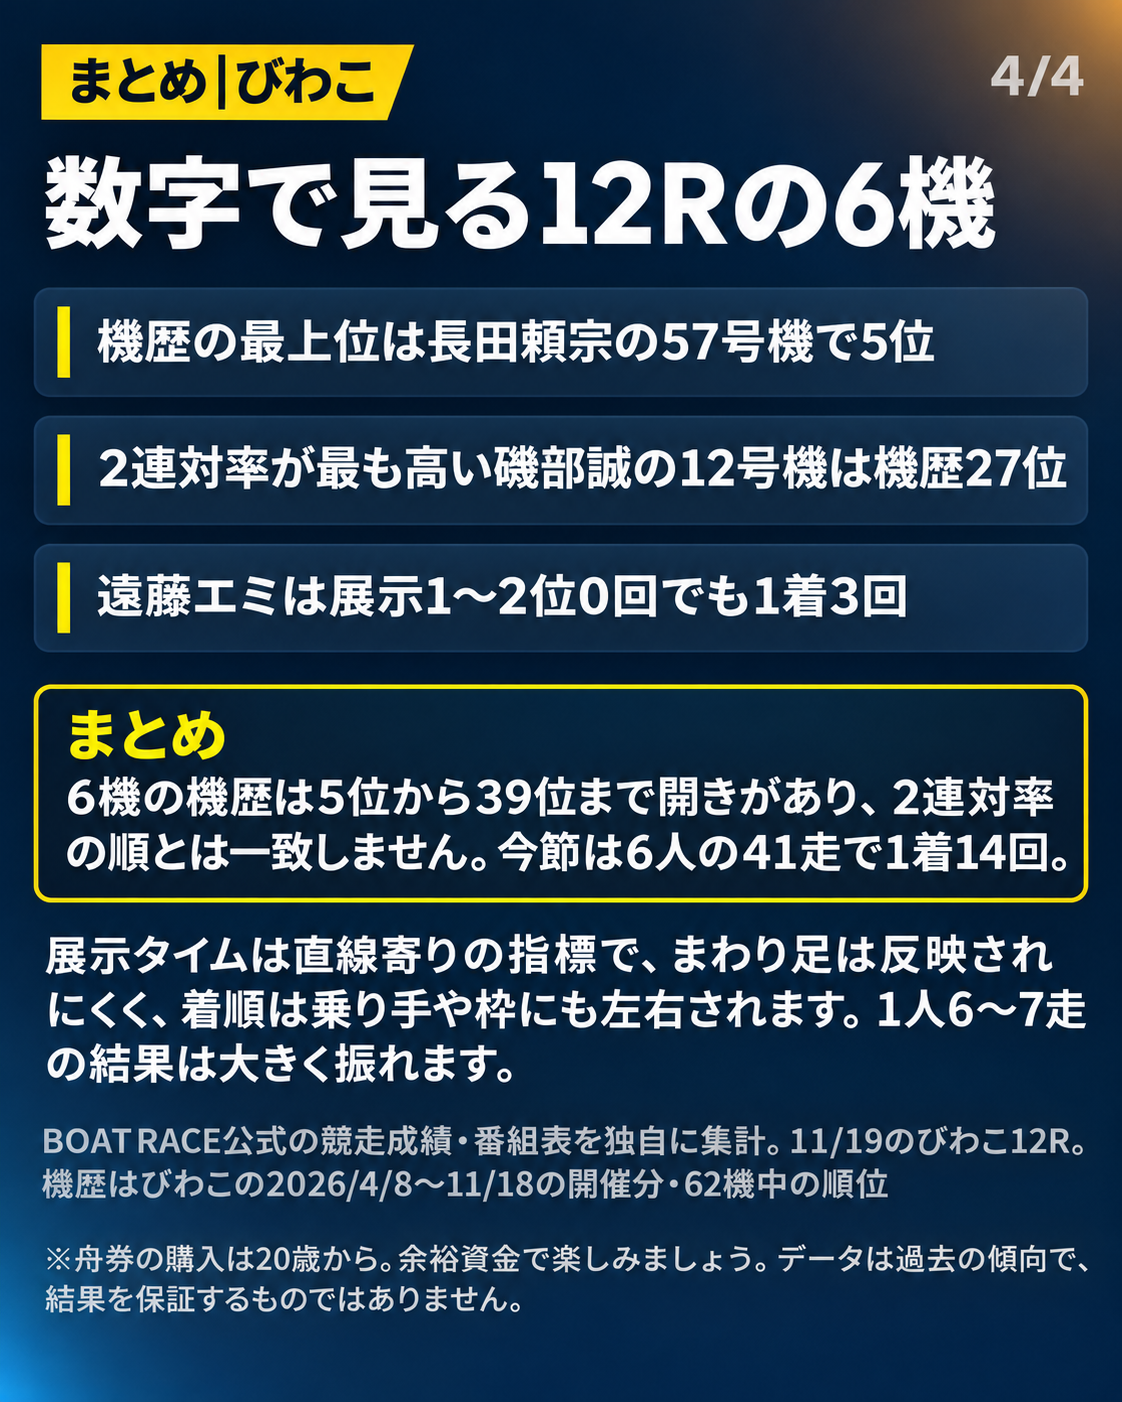 まとめ|びわこ
4/4
数字で見る12Rの6機
機歴の最上位は長田頼宗の57号機で5位
2連対率が最も高い磯部誠の12号機は機歴27位
遠藤エミは展示1〜2位0回でも1着3回
まとめ
6機の機歴は5位から39位まで開きがあり、2連対率
の順とは一致しません。今節は6人の41走で1着14回。
展示タイムは直線寄りの指標で、まわり足は反映され
にくく、着順は乗り手や枠にも左右されます。1人6〜7走
の結果は大きく振れます。
BOAT RACE公式の競走成績・番組表を独自に集計。11/19のびわこ12R。
機歴はびわこの2026/4/8〜11/18の開催分・62機中の順位
※舟券の購入は20歳から。余裕資金で楽しみましょう。データは過去の傾向で、
結果を保証するものではありません。